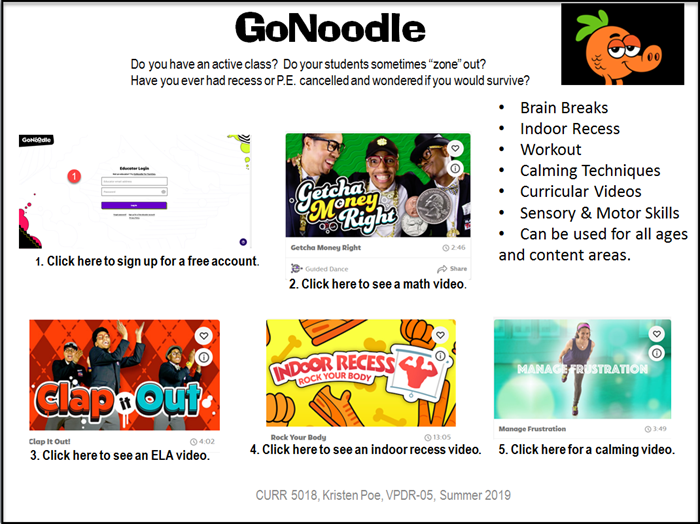 GoNoodle
Do you have an active class? Do your students sometimes “zone” out?
Have you ever had recess or P.E. cancelled and wondered if you would survive?
• Brain Breaks
• Indoor Recess
• Workout
• Calming Techniques
• Curricular Videos
• Sensory & Motor Skills
• Can be used for all ages
and content areas.
GoNoodle
1
Educator Login
1. Click here to sign up for a free account.
Getcha
Money
Right
Getcha Money Right 2:46
Guided Dance Share
2. Click here to see a math video.
Clap it Out!
Clap It Out! 4:02
3. Click here to see an ELA video.
INDOOR RECESS
ROCK YOUR BODY
Rock Your Body 13:05
4. Click here to see an indoor recess video.
MANAGE FRUSTRATION
Manage Frustration 3:49
5. Click here for a calming video.
CURR 5018, Kristen Poe, VPDR-05, Summer 2019